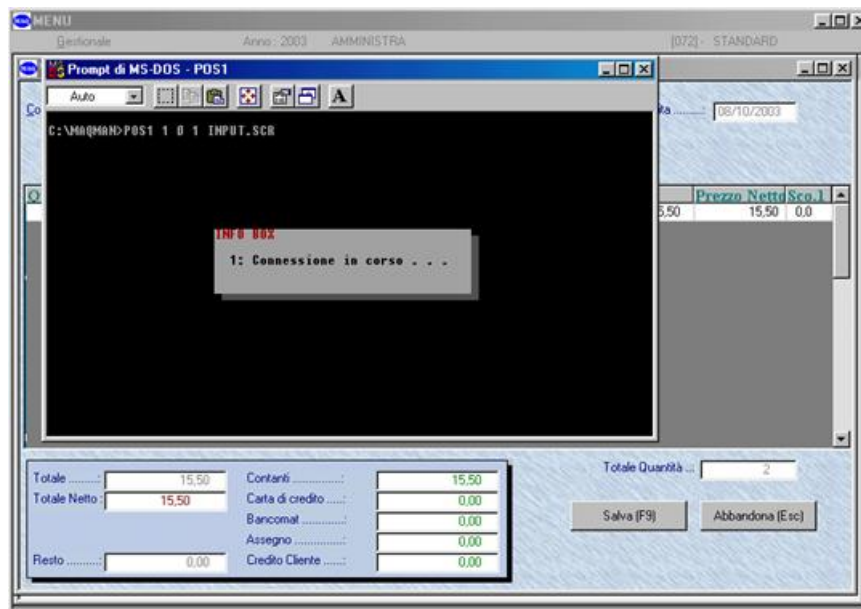 MENU
Gestionale Anno : 2003 AMMINISTRA (072) - STANDARD
Prompt di MS-DOS - POS1
Auto
A
Co
ita .........: 08/10/2003
C:\MAQMAN>POS1 1 0 1 INPUT.SCR
Q Prezzo Netto Sco.1
5,50 15,50 0,0
INFO BOX
1: Connessione in corso . . .
Totale ........: 15,50 Contanti ..............: 15,50 Totale Quantità ... 2
Totale Netto : 15,50 Carta di credito .....: 0,00
Salva (F9) Abbandona (Esc)
Bancomat ............: 0,00
Assegno ..............: 0,00
Resto .........: 0,00 Credito Cliente ......: 0,00